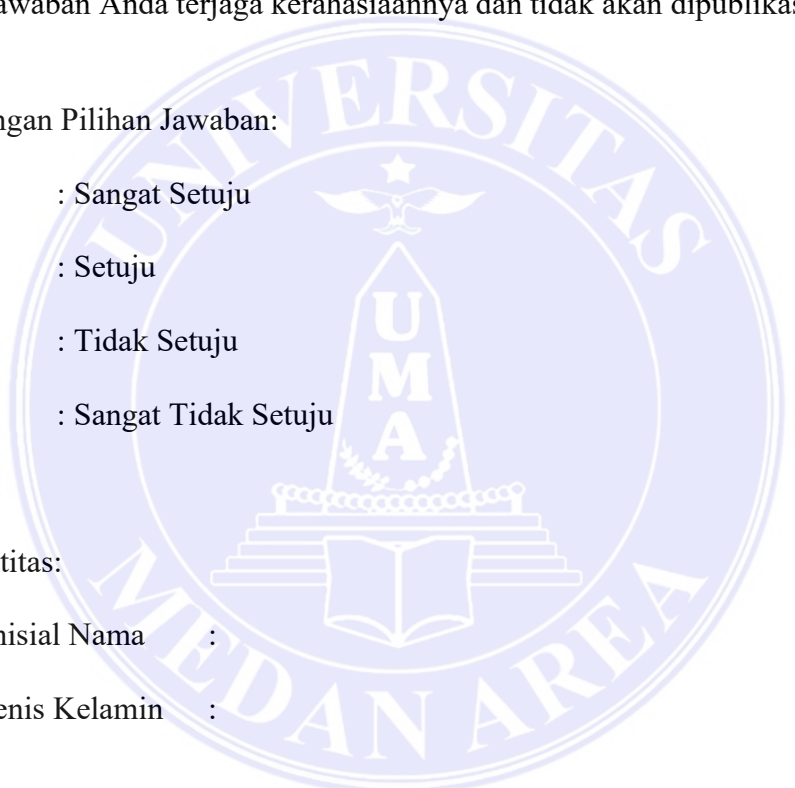 awaban Anda terjaga kerahasiaannya dan tidak akan dipublikas
ngan Pilihan Jawaban:
: Sangat Setuju
: Setuju
: Tidak Setuju
: Sangat Tidak Setuju
titas:
nisial Nama :
enis Kelamin :
UNIVERSITAS
UMA
MEDAN AREA